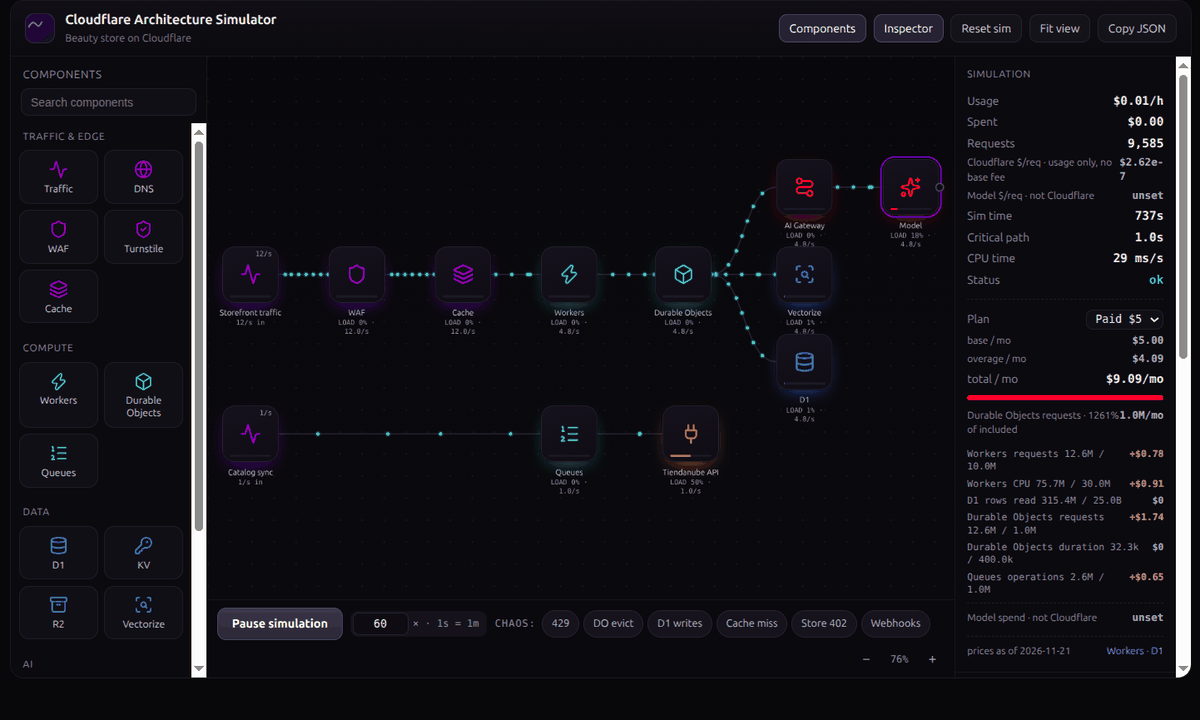 Cloudflare Architecture Simulator
Beauty store on Cloudflare
Components
Inspector
Reset sim
Fit view
Copy JSON
COMPONENTS
Search components
TRAFFIC & EDGE
Traffic
DNS
WAF
Turnstile
Cache
COMPUTE
Workers
Durable
Objects
Queues
DATA
D1
KV
R2
Vectorize
AI
12/s
Storefront traffic
12/s in
WAF
LOAD 0% ·
12.0/s
Cache
LOAD 0% ·
12.0/s
Workers
LOAD 0% ·
4.8/s
Durable Objects
LOAD 0% ·
4.8/s
AI Gateway
LOAD 0% ·
4.8/s
Model
LOAD 18% ·
4.8/s
Vectorize
LOAD 1% ·
4.8/s
D1
LOAD 1% ·
4.8/s
1/s
Catalog sync
1/s in
Queues
LOAD 0% ·
1.0/s
Tiendanube API
LOAD 50% ·
1.0/s
Pause simulation
60 × · 1s = 1m
CHAOS:
429
DO evict
D1 writes
Cache miss
Store 402
Webhooks
− 76% +
SIMULATION
Usage $0.01/h
Spent $0.00
Requests 9,585
Cloudflare $/req · usage only, no $2.62e-
base fee 7
Model $/req · not Cloudflare unset
Sim time 737s
Critical path 1.0s
CPU time 29 ms/s
Status ok
Plan Paid $5
base / mo $5.00
overage / mo $4.09
total / mo $9.09/mo
Durable Objects requests · 1261% 1.0M/mo
of included
Workers requests 12.6M / +$0.78
10.0M
Workers CPU 75.7M / 30.0M +$0.91
D1 rows read 315.4M / 25.0B $0
Durable Objects requests +$1.74
12.6M / 1.0M
Durable Objects duration 32.3k $0
/ 400.0k
Queues operations 2.6M / +$0.65
1.0M
Model spend · not Cloudflare unset
prices as of 2026-11-21 Workers · D1